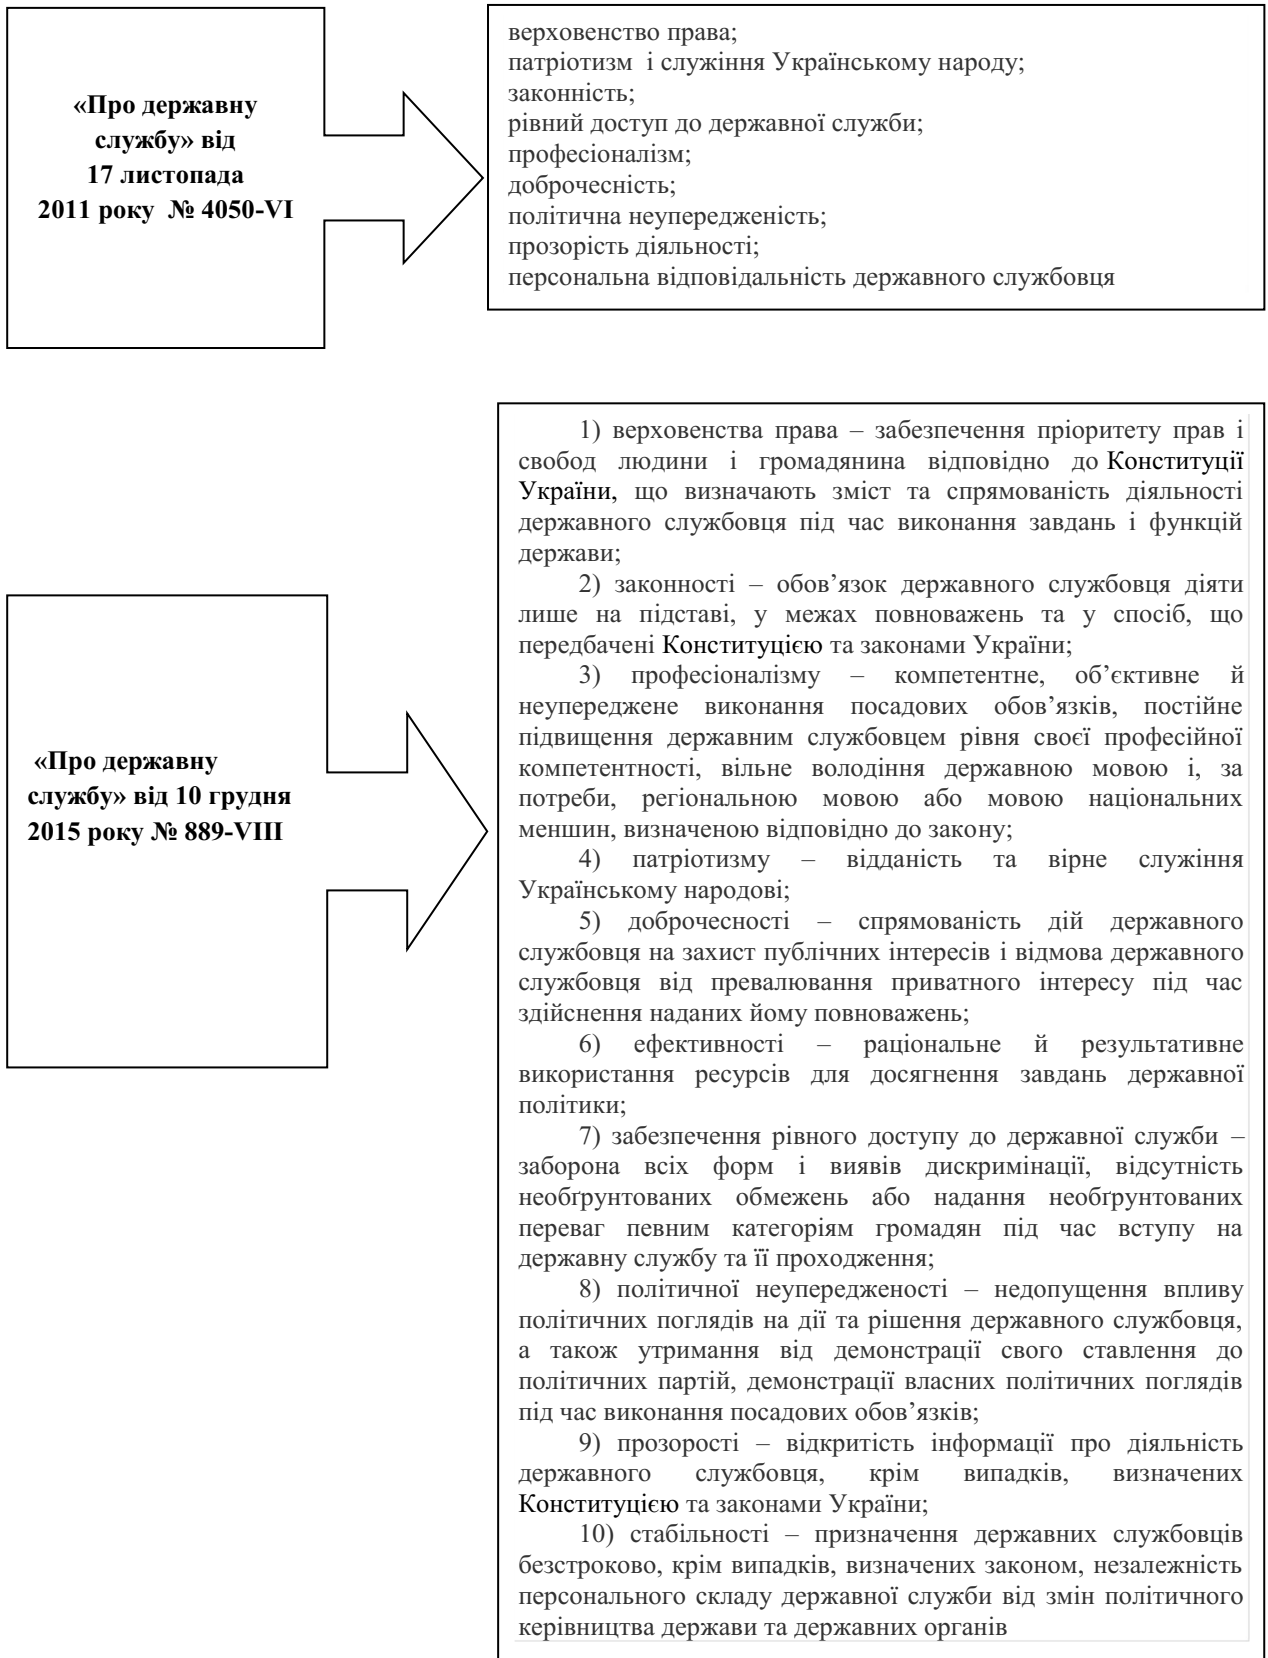 «Про державну
службу» від
17 листопада
2011 року № 4050-VI
верховенство права;
патріотизм і служіння Українському народу;
законність;
рівний доступ до державної служби;
професіоналізм;
доброчесність;
політична неупередженість;
прозорість діяльності;
персональна відповідальність державного службовця
«Про державну
службу» від 10 грудня
2015 року № 889-VIII
1) верховенства права – забезпечення пріоритету прав і
свобод людини і громадянина відповідно до Конституції
України, що визначають зміст та спрямованість діяльності
державного службовця під час виконання завдань і функцій
держави;
2) законності – обов’язок державного службовця діяти
лише на підставі, у межах повноважень та у спосіб, що
передбачені Конституцією та законами України;
3) професіоналізму – компетентне, об’єктивне й
неупереджене виконання посадових обов’язків, постійне
підвищення державним службовцем рівня своєї професійної
компетентності, вільне володіння державною мовою і, за
потреби, регіональною мовою або мовою національних
меншин, визначеною відповідно до закону;
4) патріотизму – відданість та вірне служіння
Українському народові;
5) доброчесності – спрямованість дій державного
службовця на захист публічних інтересів і відмова державного
службовця від превалювання приватного інтересу під час
здійснення наданих йому повноважень;
6) ефективності – раціональне й результативне
використання ресурсів для досягнення завдань державної
політики;
7) забезпечення рівного доступу до державної служби –
заборона всіх форм і виявів дискримінації, відсутність
необґрунтованих обмежень або надання необґрунтованих
переваг певним категоріям громадян під час вступу на
державну службу та її проходження;
8) політичної неупередженості – недопущення впливу
політичних поглядів на дії та рішення державного службовця,
а також утримання від демонстрації свого ставлення до
політичних партій, демонстрації власних політичних поглядів
під час виконання посадових обов’язків;
9) прозорості – відкритість інформації про діяльність
державного службовця, крім випадків, визначених
Конституцією та законами України;
10) стабільності – призначення державних службовців
безстроково, крім випадків, визначених законом, незалежність
персонального складу державної служби від змін політичного
керівництва держави та державних органів